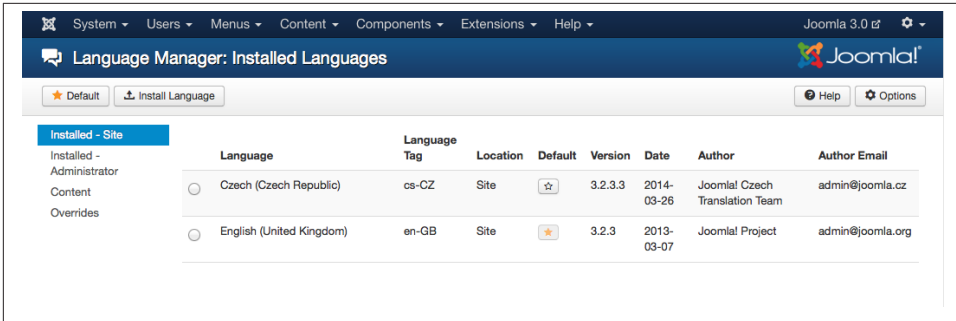 System Users Menus Content Components Extensions Help Joomla 3.0
Language Manager: Installed Languages Joomla!
Default Install Language Help Options
Installed - Site
Installed -
Administrator
Content
Overrides
Language Language Tag Location Default Version Date Author Author Email
Czech (Czech Republic) cs-CZ Site 3.2.3.3 2014-03-26 Joomla! Czech Translation Team admin@joomla.cz
English (United Kingdom) en-GB Site 3.2.3 2013-03-07 Joomla! Project admin@joomla.org